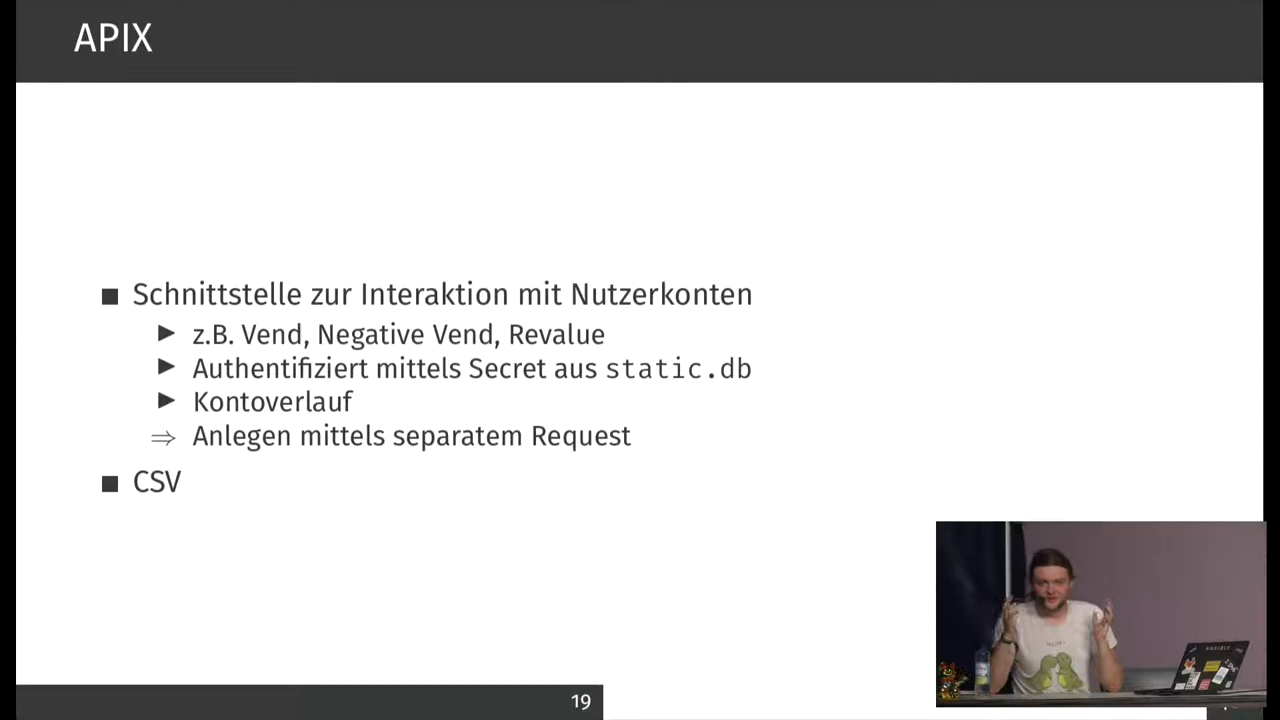 APIX
■ Schnittstelle zur Interaktion mit Nutzerkonten
▶ z.B. Vend, Negative Vend, Revalue
▶ Authentifiziert mittels Secret aus static.db
▶ Kontoverlauf
⇒ Anlegen mittels separatem Request
■ CSV
19